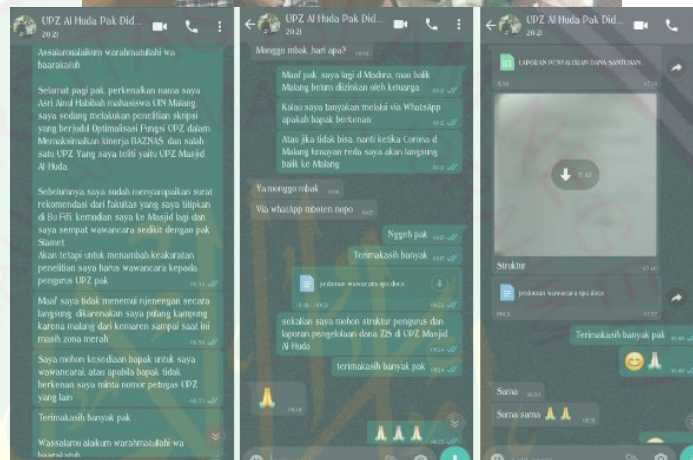 UPZ Al Huda Pak Did...
20.21
Assalamualaikum warahmatullahi wa
baarakatuh
Selamat pagi pak, perkenalkan nama saya
Asri Ainul Habibah mahasiswa UIN Malang
saya sedang melakukan penelitian skripsi
yang berjudul Optimalisasi Fungsi UPZ dalam
Memaksimalkan kinerja BAZNAS, dan salah
satu UPZ Yang saya teliti yaitu UPZ Masjid
Al Huda.
Sebelumnya saya sudah menyampaikan surat
rekomendasi dari fakultas yang saya titipkan
di Bu Fifi, kemudian saya ke Masjid lagi dan
saya sempat wawancara sedikit dengan pak
Slamet.
Akan tetapi untuk menambah keakuratan
penelitian saya harus wawancara kepada
pengurus UPZ pak
Maaf saya tidak menemui njenengan secara
langsung, dikarenakan saya pulang kampung
karena malang dari kemaren sampai saat ini
masih zona merah
Saya mohon kesediaan bapak untuk saya
wawancarai, atau apabila bapak tidak
berkenan saya minta nomor petugas UPZ
yang lain
Terimakasih banyak pak
Wassalamualaikum warahmatullahi wa
baarakatuh
UPZ Al Huda Pak Did...
20.21
Monggo mbak ,hari apa?
Maaf pak, saya lagi d Madura, mau balik
Malang belum diizinkan oleh keluarga.
Kalau saya tanyakan melalui via WhatsApp
apakah bapak berkenan
Atau jika tidak bisa, nanti ketika Corona d
Malang lumayan reda saya akan langsung
balik ke Malang
Ya monggo mbak
Via whatApp mboten nopo
Nggeh pak
Terimakasih banyak
pedoman wawacara upz.docx
sekalian saya mohon struktur pengurus dan
laporan pengelolaan dana ZIS di UPZ Masjid
Al-Huda
terimakasih banyak pak
UPZ Al Huda Pak Did...
20.21
LAPORAN PENYALURAN DANA SANTUNAN
Struktur
pedoman wawacara upz.docx
Terimakasih banyak pak
Sama
Sama sama